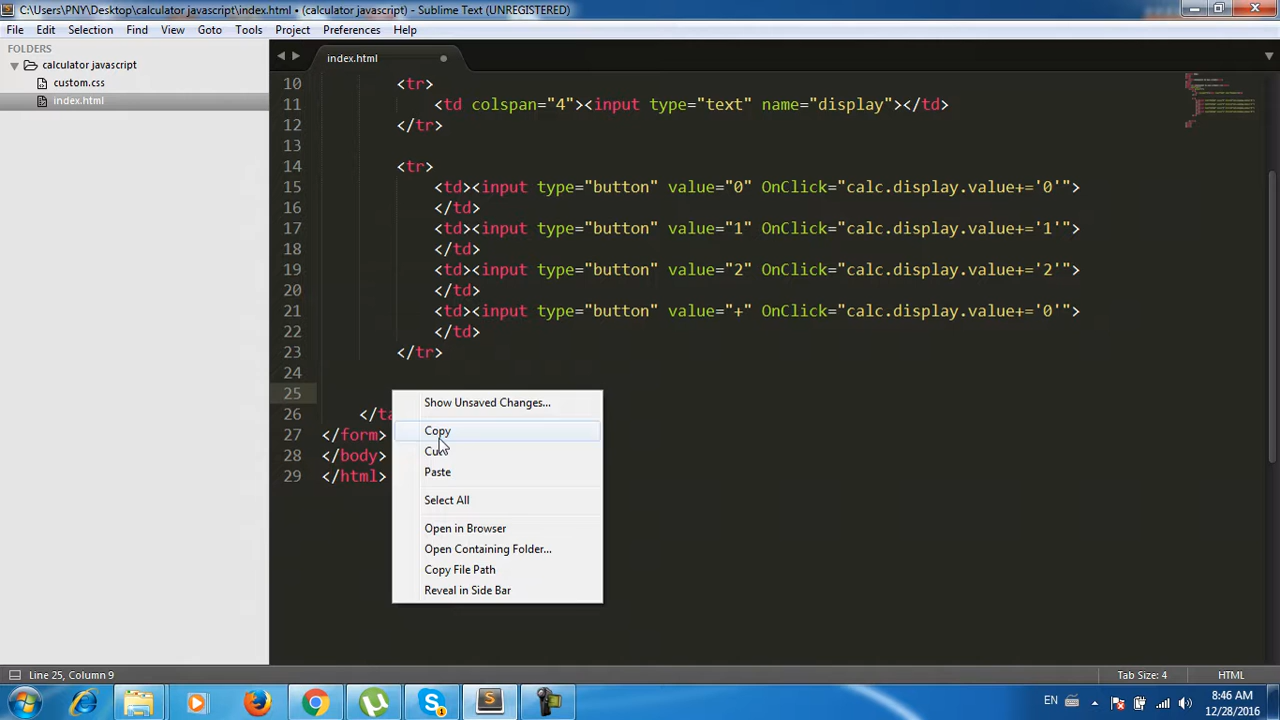 C:\Users\PNY\Desktop\calculator javascript\index.html • (calculator javascript) - Sublime Text (UNREGISTERED)
File Edit Selection Find View Goto Tools Project Preferences Help
FOLDERS
calculator javascript
custom.css
index.html
index.html
10 <tr>
11 <td colspan="4"><input type="text" name="display"></td>
12 </tr>
13
14 <tr>
15 <td><input type="button" value="0" OnClick="calc.display.value+='0'">
16 </td>
17 <td><input type="button" value="1" OnClick="calc.display.value+='1'">
18 </td>
19 <td><input type="button" value="2" OnClick="calc.display.value+='2'">
20 </td>
21 <td><input type="button" value="+" OnClick="calc.display.value+='0'">
22 </td>
23 </tr>
24
25
26 </ta
27 </form>
28 </body>
29 </html>
Show Unsaved Changes...
Copy
Cut
Paste
Select All
Open in Browser
Open Containing Folder...
Copy File Path
Reveal in Side Bar
Line 25, Column 9
Tab Size: 4
HTML
EN
8:46 AM
12/28/2016